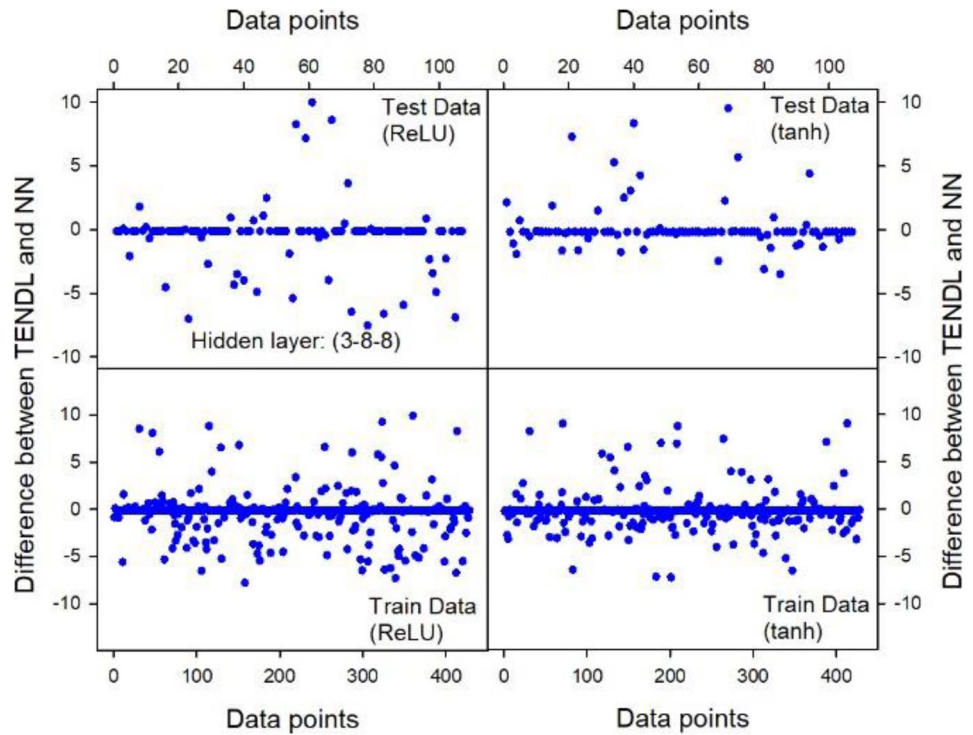 Data points
Data points
0 20 40 60 80 100
0 20 40 60 80 100
Difference between TENDL and NN
10
5
0
-5
-10
Test Data
(ReLU)
Hidden layer: (3-8-8)
Test Data
(tanh)
10
5
0
-5
-10
Difference between TENDL and NN
10
5
0
-5
-10
Train Data
(ReLU)
Train Data
(tanh)
10
5
0
-5
-10
0 100 200 300 400
0 100 200 300 400
Data points
Data points